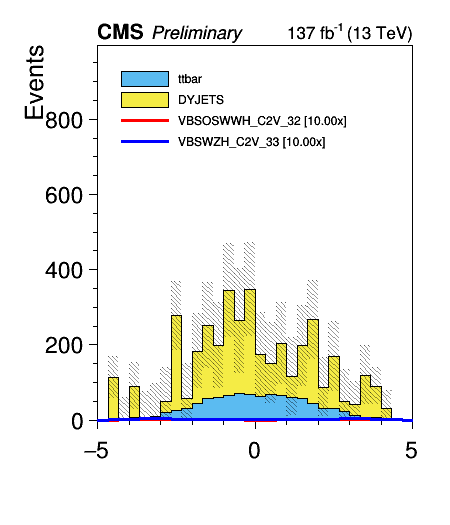 CMS Preliminary 137 fb⁻¹ (13 TeV)
Events
ttbar
DYJETS
VBSOSWWH_C2V_32 [10.00x]
VBSWZH_C2V_33 [10.00x]
800
600
400
200
0
−5 0 5